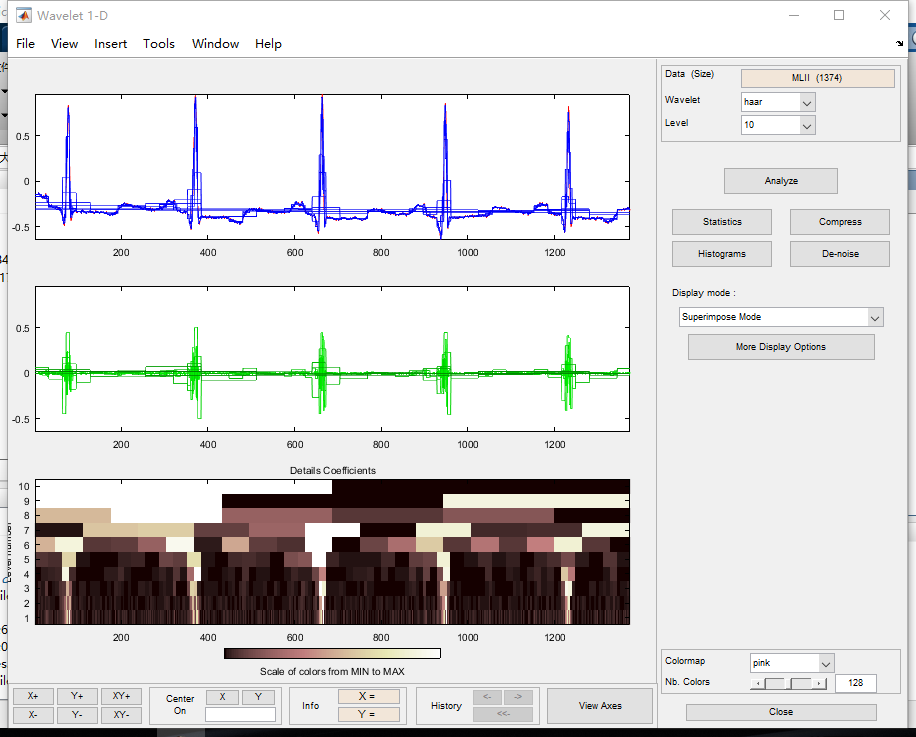 Wavelet 1-D
File View Insert Tools Window Help
Data (Size) MLII (1374)
Wavelet haar
Level 10
Analyze
Statistics Compress
Histograms De-noise
Display mode :
Superimpose Mode
More Display Options
0.5
0
-0.5
200 400 600 800 1000 1200
0.5
0
-0.5
200 400 600 800 1000 1200
Details Coefficients
10
9
8
7
6
5
4
3
2
1
200 400 600 800 1000 1200
Scale of colors from MIN to MAX
Colormap pink
Nb. Colors 128
X+ Y+ XY+
X- Y- XY-
Center
On
X Y
Info
X =
Y =
History
<- ->
<<-
View Axes
Close